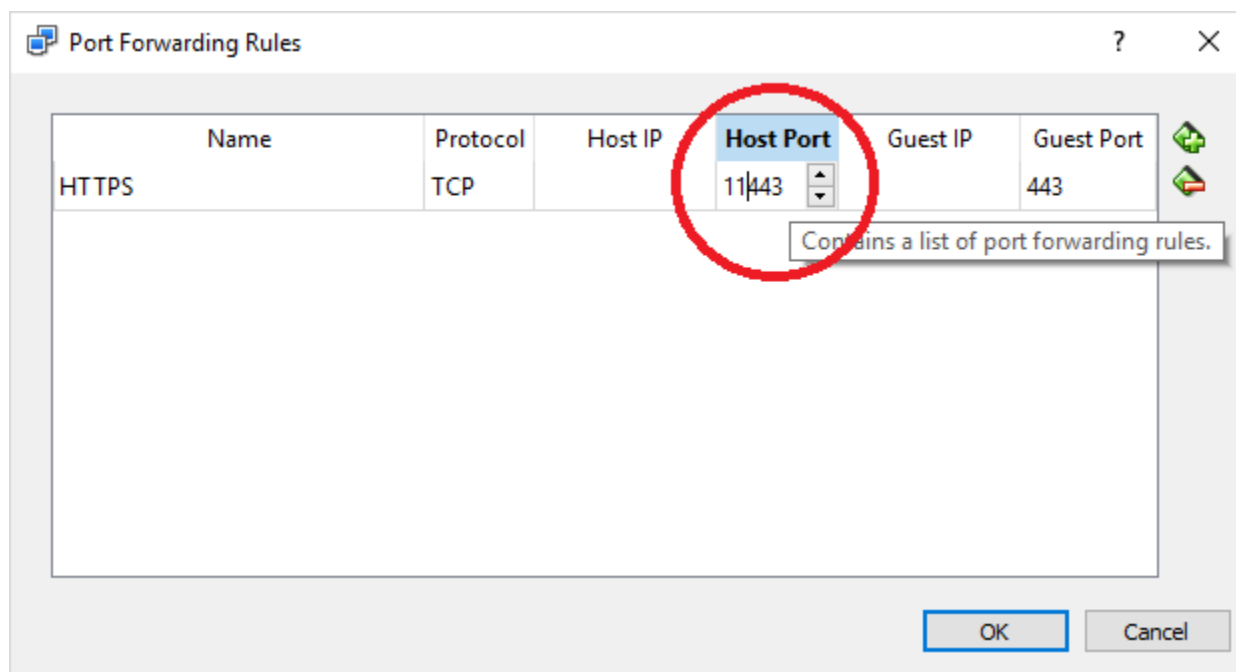 Port Forwarding Rules ?
Name Protocol Host IP Host Port Guest IP Guest Port
HTTPS TCP 11443 443
Contains a list of port forwarding rules.
OK Cancel